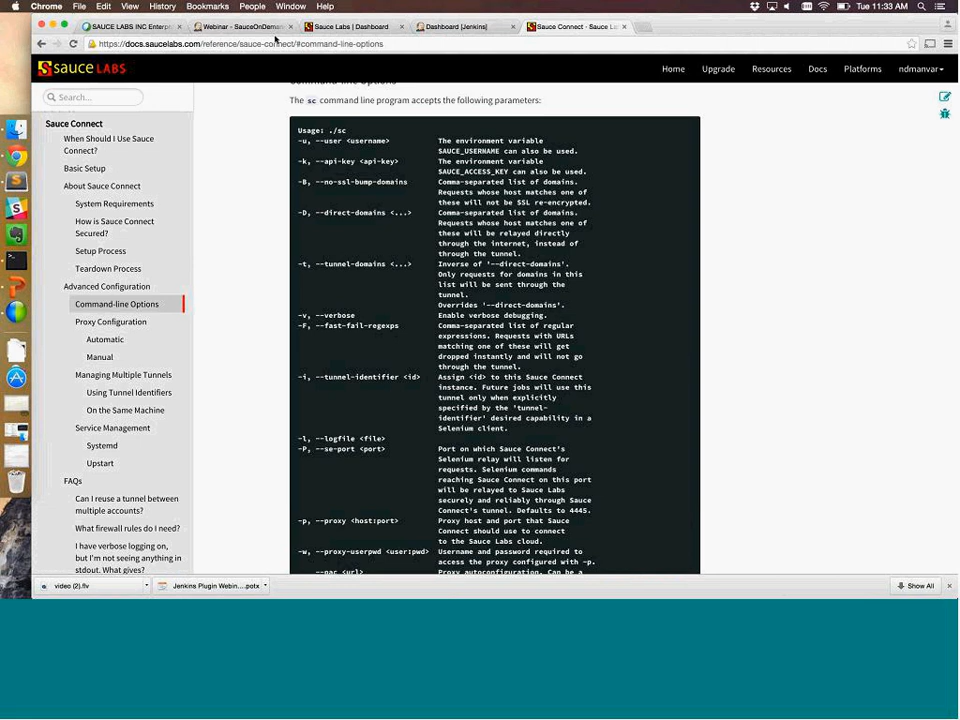 Chrome File Edit View History Bookmarks People Window Help Tue 11:33 AM
SAUCE LABS INC Enterpri
Webinar - SauceOnDeman
Sauce Labs | Dashboard
Dashboard [Jenkins]
Sauce Connect - Sauce La
https://docs.saucelabs.com/reference/sauce-connect/#command-line-options
SAUCE LABS
Home Upgrade Resources Docs Platforms ndmanvar
Search...
Sauce Connect
When Should I Use Sauce
Connect?
Basic Setup
About Sauce Connect
System Requirements
How is Sauce Connect
Secured?
Setup Process
Teardown Process
Advanced Configuration
Command-line Options
Proxy Configuration
Automatic
Manual
Managing Multiple Tunnels
Using Tunnel Identifiers
On the Same Machine
Service Management
Systemd
Upstart
FAQs
Can I reuse a tunnel between
multiple accounts?
What firewall rules do I need?
I have verbose logging on,
but I'm not seeing anything in
stdout. What gives?
Command-line Options
The sc command line program accepts the following parameters:
Usage: ./sc
-u, --user <username> The environment variable
SAUCE_USERNAME can also be used.
-k, --api-key <api-key> The environment variable
SAUCE_ACCESS_KEY can also be used.
-B, --no-ssl-bump-domains Comma-separated list of domains.
Requests whose host matches one of
these will not be SSL re-encrypted.
-D, --direct-domains <...> Comma-separated list of domains.
Requests whose host matches one of
these will be relayed directly
through the internet, instead of
through the tunnel.
-t, --tunnel-domains <...> Inverse of '--direct-domains'.
Only requests for domains in this
list will be sent through the
tunnel.
Overrides '--direct-domains'.
-v, --verbose Enable verbose debugging.
-F, --fast-fail-regexps Comma-separated list of regular
expressions. Requests with URLs
matching one of these will get
dropped instantly and will not go
through the tunnel.
-i, --tunnel-identifier <id> Assign <id> to this Sauce Connect
instance. Future jobs will use this
tunnel only when explicitly
specified by the 'tunnel-
identifier' desired capability in a
Selenium client.
-l, --logfile <file>
-P, --se-port <port> Port on which Sauce Connect's
Selenium relay will listen for
requests. Selenium commands
reaching Sauce Connect on this port
will be relayed to Sauce Labs
securely and reliably through Sauce
Connect's tunnel. Defaults to 4445.
-p, --proxy <host:port> Proxy host and port that Sauce
Connect should use to connect
to the Sauce Labs cloud.
-w, --proxy-userpwd <user:pwd> Username and password required to
access the proxy configured with -p.
--pac <url> Proxy autoconfiguration. Can be a
video (2).flv
Jenkins Plugin Webin....potx
Show All